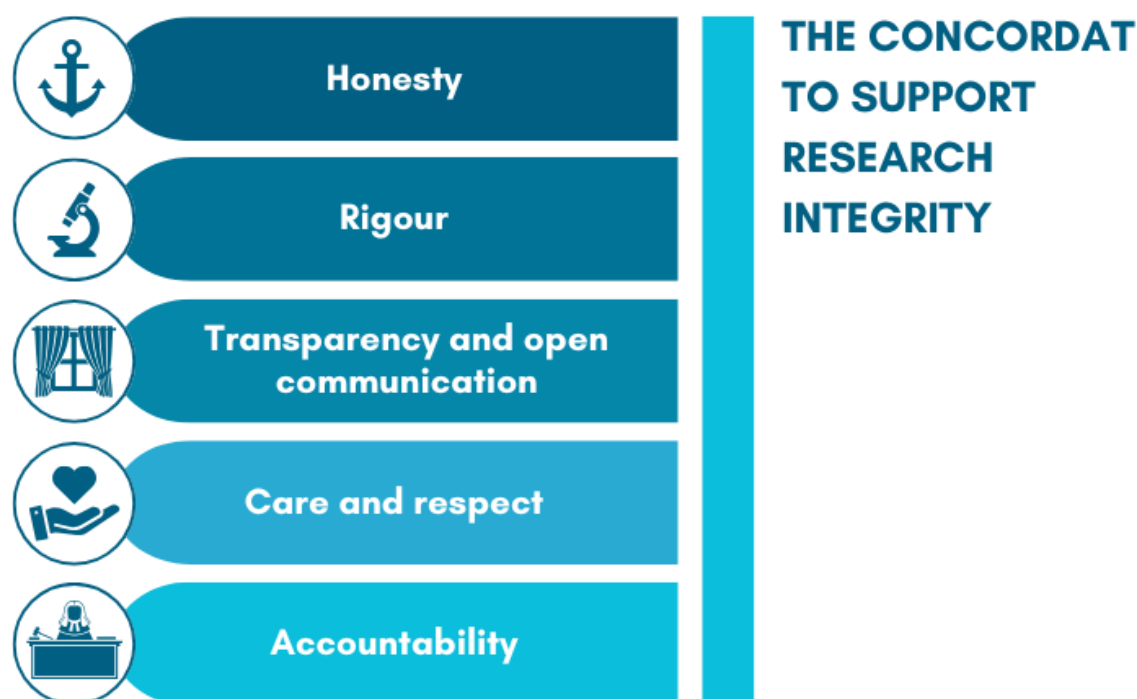 Honesty
Rigour
Transparency and open
communication
Care and respect
Accountability
THE CONCORDAT
TO SUPPORT
RESEARCH
INTEGRITY